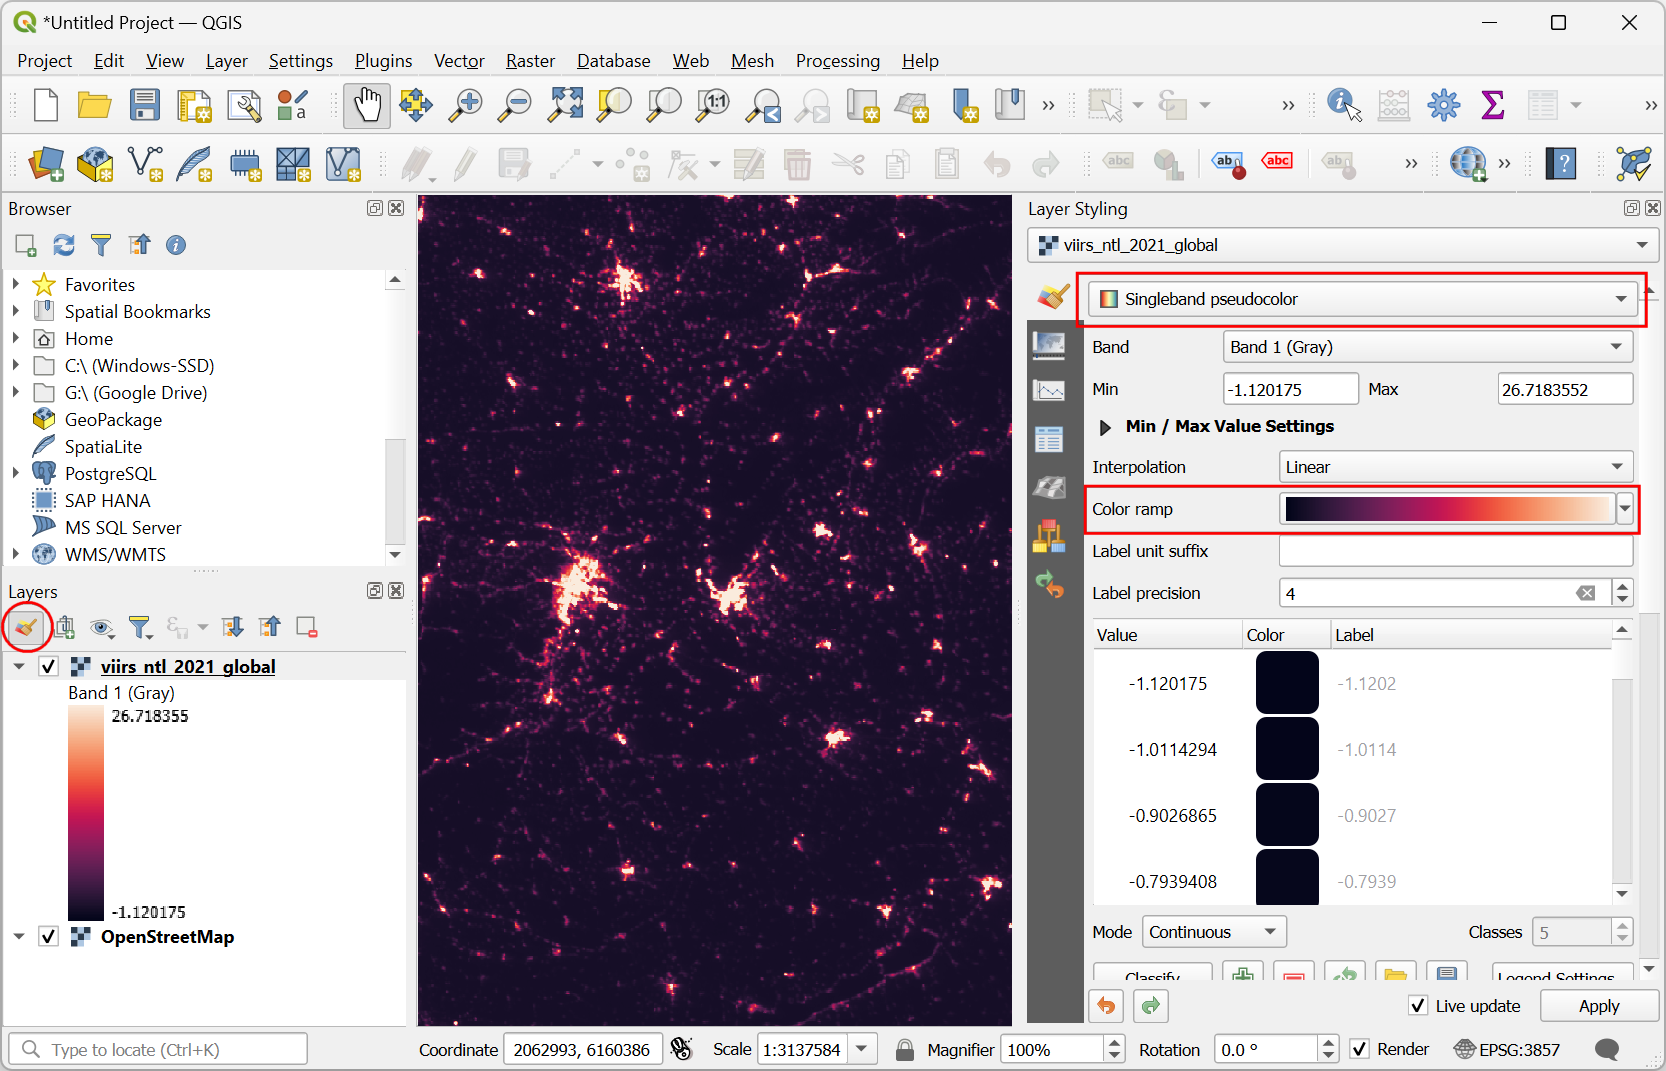 *Untitled Project — QGIS
Project Edit View Layer Settings Plugins Vector Raster Database Web Mesh Processing Help
a
1:1
abc ab abc ab ?
Browser
Favorites
Spatial Bookmarks
Home
C:\ (Windows-SSD)
G:\ (Google Drive)
GeoPackage
SpatiaLite
PostgreSQL
SAP HANA
MS SQL Server
WMS/WMTS
Layers
viirs_ntl_2021_global
Band 1 (Gray)
26.718355
-1.120175
OpenStreetMap
Layer Styling
viirs_ntl_2021_global
Singleband pseudocolor
Band Band 1 (Gray)
Min -1.120175 Max 26.7183552
Min / Max Value Settings
Interpolation Linear
Color ramp
Label unit suffix
Label precision 4
Value Color Label
-1.120175 -1.1202
-1.0114294 -1.0114
-0.9026865 -0.9027
-0.7939408 -0.7939
Mode Continuous Classes 5
Classify Legend Settings
Live update Apply
Type to locate (Ctrl+K) Coordinate 2062993, 6160386 Scale 1:3137584 Magnifier 100% Rotation 0.0 ° Render EPSG:3857